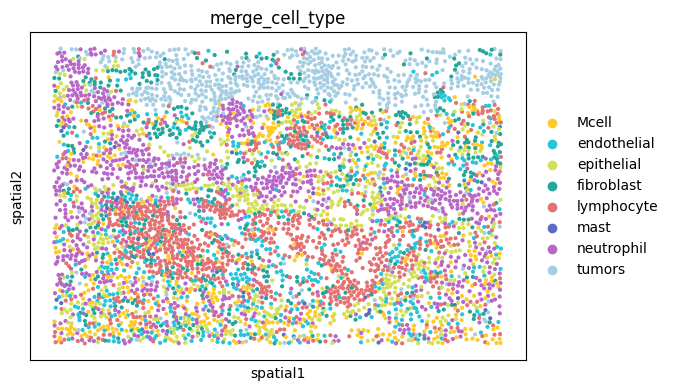 merge_cell_type
spatial2
spatial1
Mcell
endothelial
epithelial
fibroblast
lymphocyte
mast
neutrophil
tumors